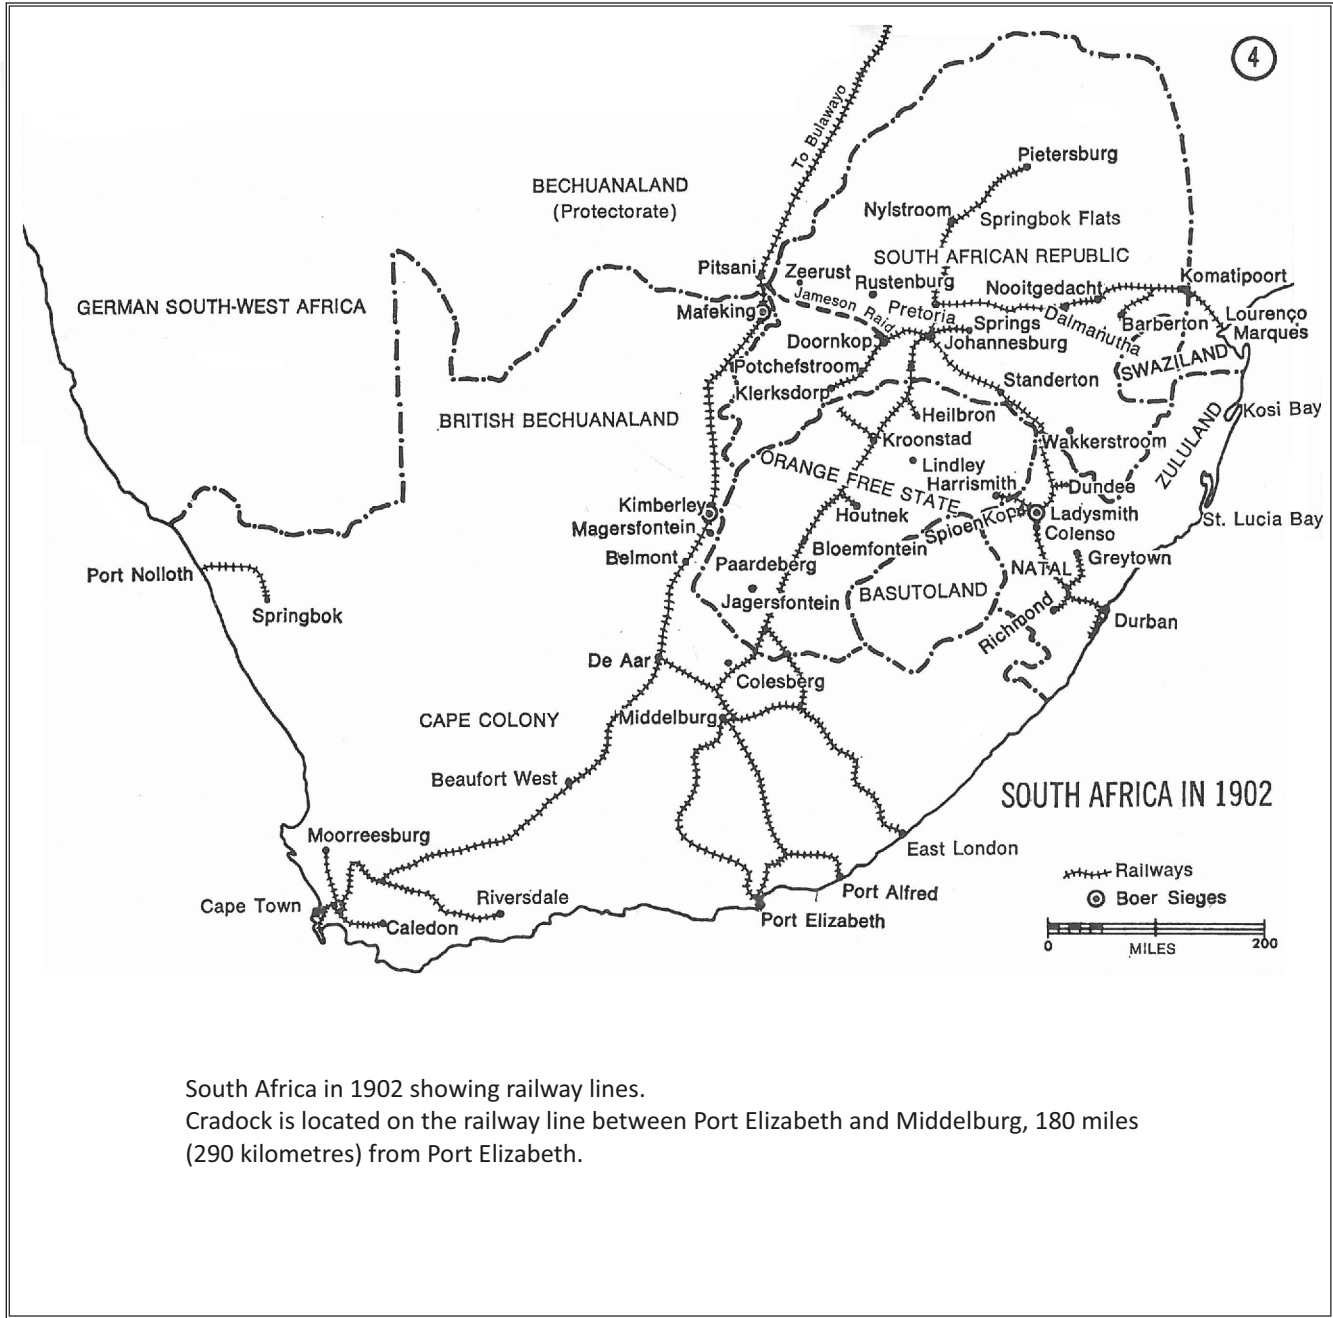 4
To Bulawayo
Pietersburg
BECHUANALAND
(Protectorate)
Nylstroom
Springbok Flats
SOUTH AFRICAN REPUBLIC
Pitsani
Zeerust
Rustenburg
Nooitgedacht
Komatipoort
GERMAN SOUTH-WEST AFRICA
Mafeking
Jameson Raid
Pretoria
Springs
Dalmanutha
Barberton
Lourenço
Marques
Doornkop
Johannesburg
SWAZILAND
Potchefstroom
Klerksdorp
Standerton
Kosi Bay
BRITISH BECHUANALAND
Heilbron
Kroonstad
Wakkerstroom
ZULULAND
ORANGE FREE STATE
Lindley
Harrismith
Dundee
Kimberley
Magersfontein
Houtnek
Spioen Kop
Ladysmith
St. Lucia Bay
Colenso
Belmont
Bloemfontein
Greytown
Paardeberg
NATAL
Port Nolloth
BASUTOLAND
Jagersfontein
Springbok
Richmond
Durban
De Aar
Colesberg
CAPE COLONY
Middelburg
Beaufort West
SOUTH AFRICA IN 1902
Moorreesburg
East London
Railways
Port Alfred
Riversdale
Boer Sieges
Cape Town
Caledon
Port Elizabeth
0 MILES 200
South Africa in 1902 showing railway lines.
Cradock is located on the railway line between Port Elizabeth and Middelburg, 180 miles
(290 kilometres) from Port Elizabeth.